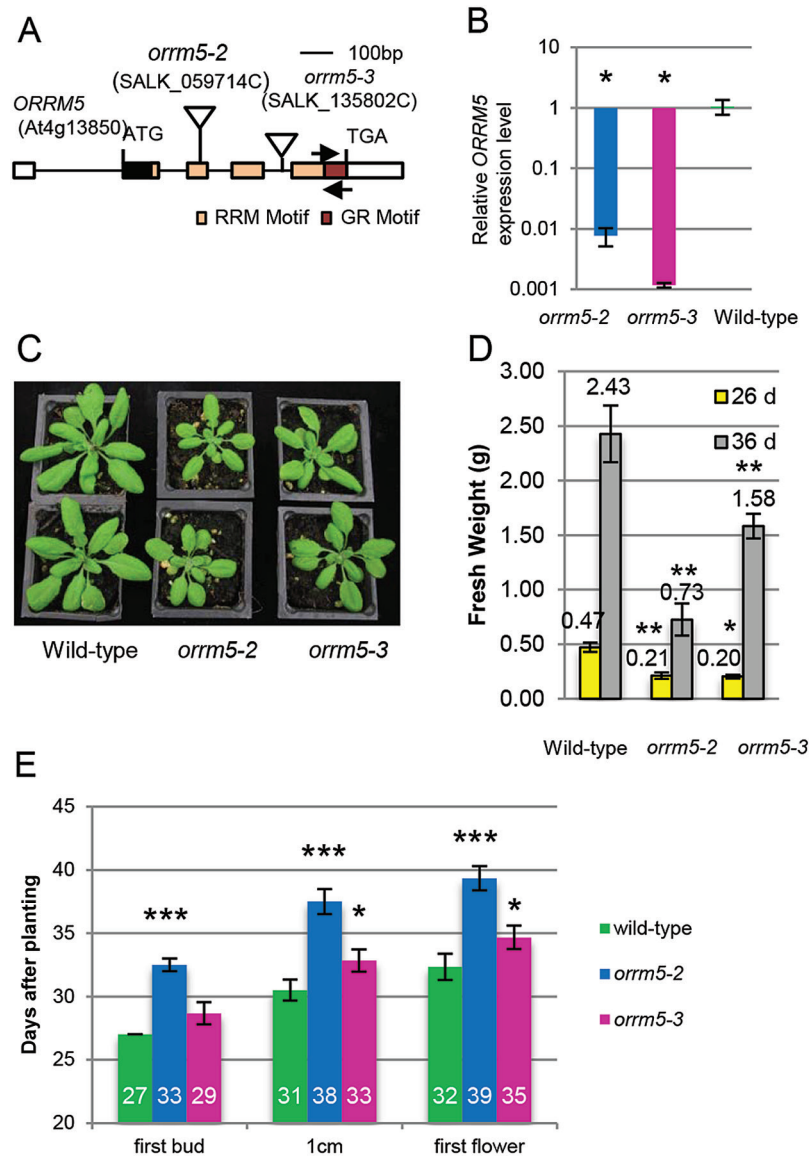 A
orrm5-2
(SALK_059714C)
100bp
orrm5-3
(SALK_135802C)
ORRM5
(At4g13850)
ATG
TGA
RRM Motif
GR Motif
B
Relative ORRM5
expression level
10
1
0.1
0.01
0.001
* *
orrm5-2 orrm5-3 Wild-type
C
Wild-type orrm5-2 orrm5-3
D
Fresh Weight (g)
3.00
2.50
2.00
1.50
1.00
0.50
0.00
26 d
36 d
2.43
**
1.58
**
0.73
0.47
**
0.21
*
0.20
Wild-type orrm5-2 orrm5-3
E
Days after planting
45
40
35
30
25
20
***
***
*
***
*
27 33 29 31 38 33 32 39 35
first bud 1cm first flower
wild-type
orrm5-2
orrm5-3